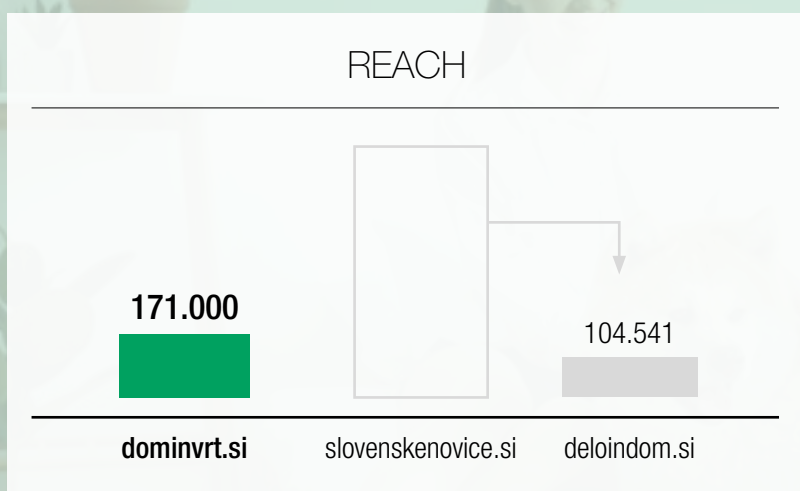 REACH
171.000
104.541
dominvrt.si
slovenskenovice.si
deloindom.si